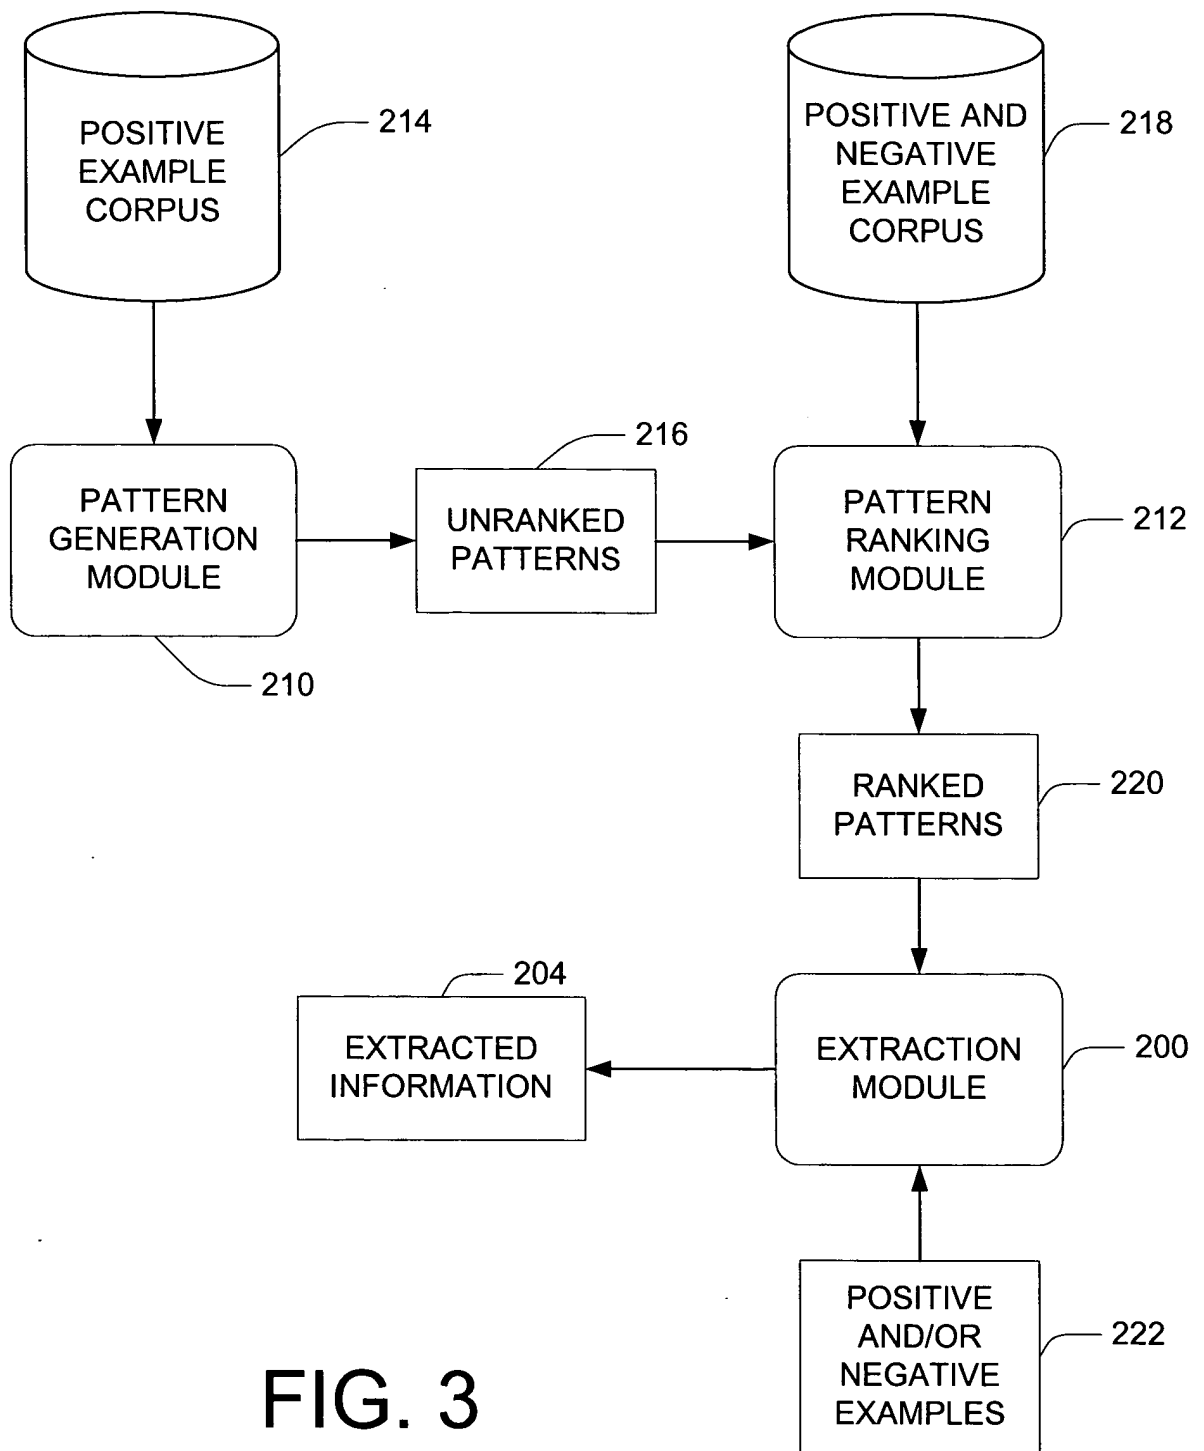 POSITIVE
EXAMPLE
CORPUS
214
POSITIVE AND
NEGATIVE
EXAMPLE
CORPUS
218
PATTERN
GENERATION
MODULE
210
216
UNRANKED
PATTERNS
PATTERN
RANKING
MODULE
212
RANKED
PATTERNS
220
204
EXTRACTED
INFORMATION
EXTRACTION
MODULE
200
POSITIVE
AND/OR
NEGATIVE
EXAMPLES
222
FIG. 3